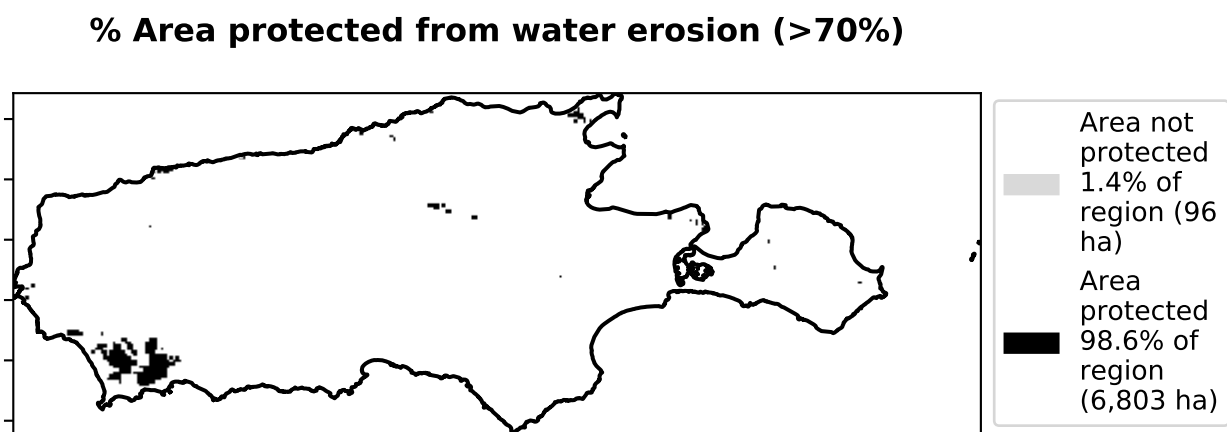 % Area protected from water erosion (>70%)
Area not
protected
1.4% of
region (96
ha)
Area
protected
98.6% of
region
(6,803 ha)